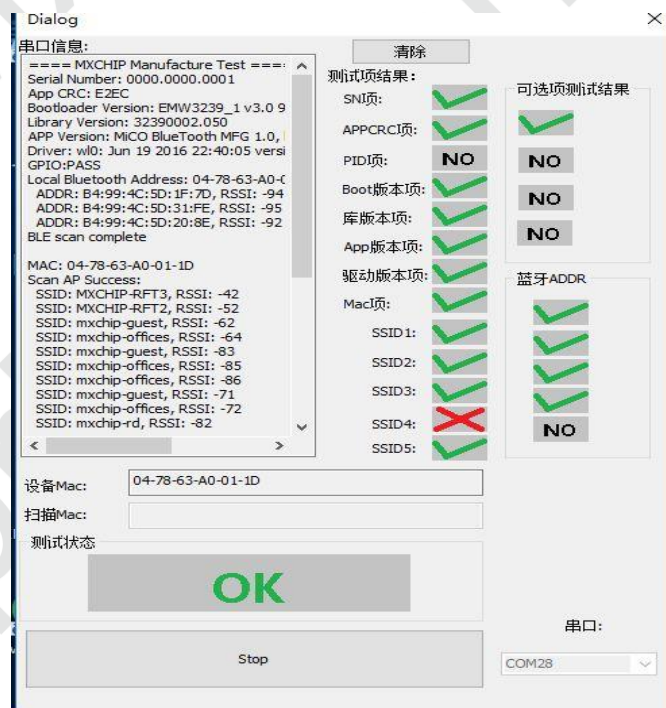 Dialog
串口信息:
==== MXCHIP Manufacture Test ====
Serial Number: 0000.0000.0001
App CRC: E2EC
Bootloader Version: EMW3239_1 v3.0 9
Library Version: 32390002.050
APP Version: MiCO BlueTooth MFG 1.0,
Driver: wl0: Jun 19 2016 22:40:05 versi
GPIO:PASS
Local Bluetooth Address: 04-78-63-A0-0
ADDR: B4:99:4C:5D:1F:7D, RSSI: -94
ADDR: B4:99:4C:5D:31:FE, RSSI: -95
ADDR: B4:99:4C:5D:20:8E, RSSI: -92
BLE scan complete
MAC: 04-78-63-A0-01-1D
Scan AP Success:
SSID: MXCHIP-RFT3, RSSI: -42
SSID: MXCHIP-RFT2, RSSI: -52
SSID: mxchip-guest, RSSI: -62
SSID: mxchip-offices, RSSI: -64
SSID: mxchip-guest, RSSI: -83
SSID: mxchip-offices, RSSI: -85
SSID: mxchip-offices, RSSI: -86
SSID: mxchip-guest, RSSI: -71
SSID: mxchip-offices, RSSI: -72
SSID: mxchip-rd, RSSI: -82
清除
测试项结果:
SN项:
APPCRC项:
PID项: NO
Boot版本项:
库版本项:
App版本项:
驱动版本项:
Mac项:
SSID1:
SSID2:
SSID3:
SSID4:
SSID5:
可选项测试结果
NO
NO
NO
蓝牙ADDR
NO
设备Mac: 04-78-63-A0-01-1D
扫描Mac:
测试状态
OK
Stop
串口:
COM28